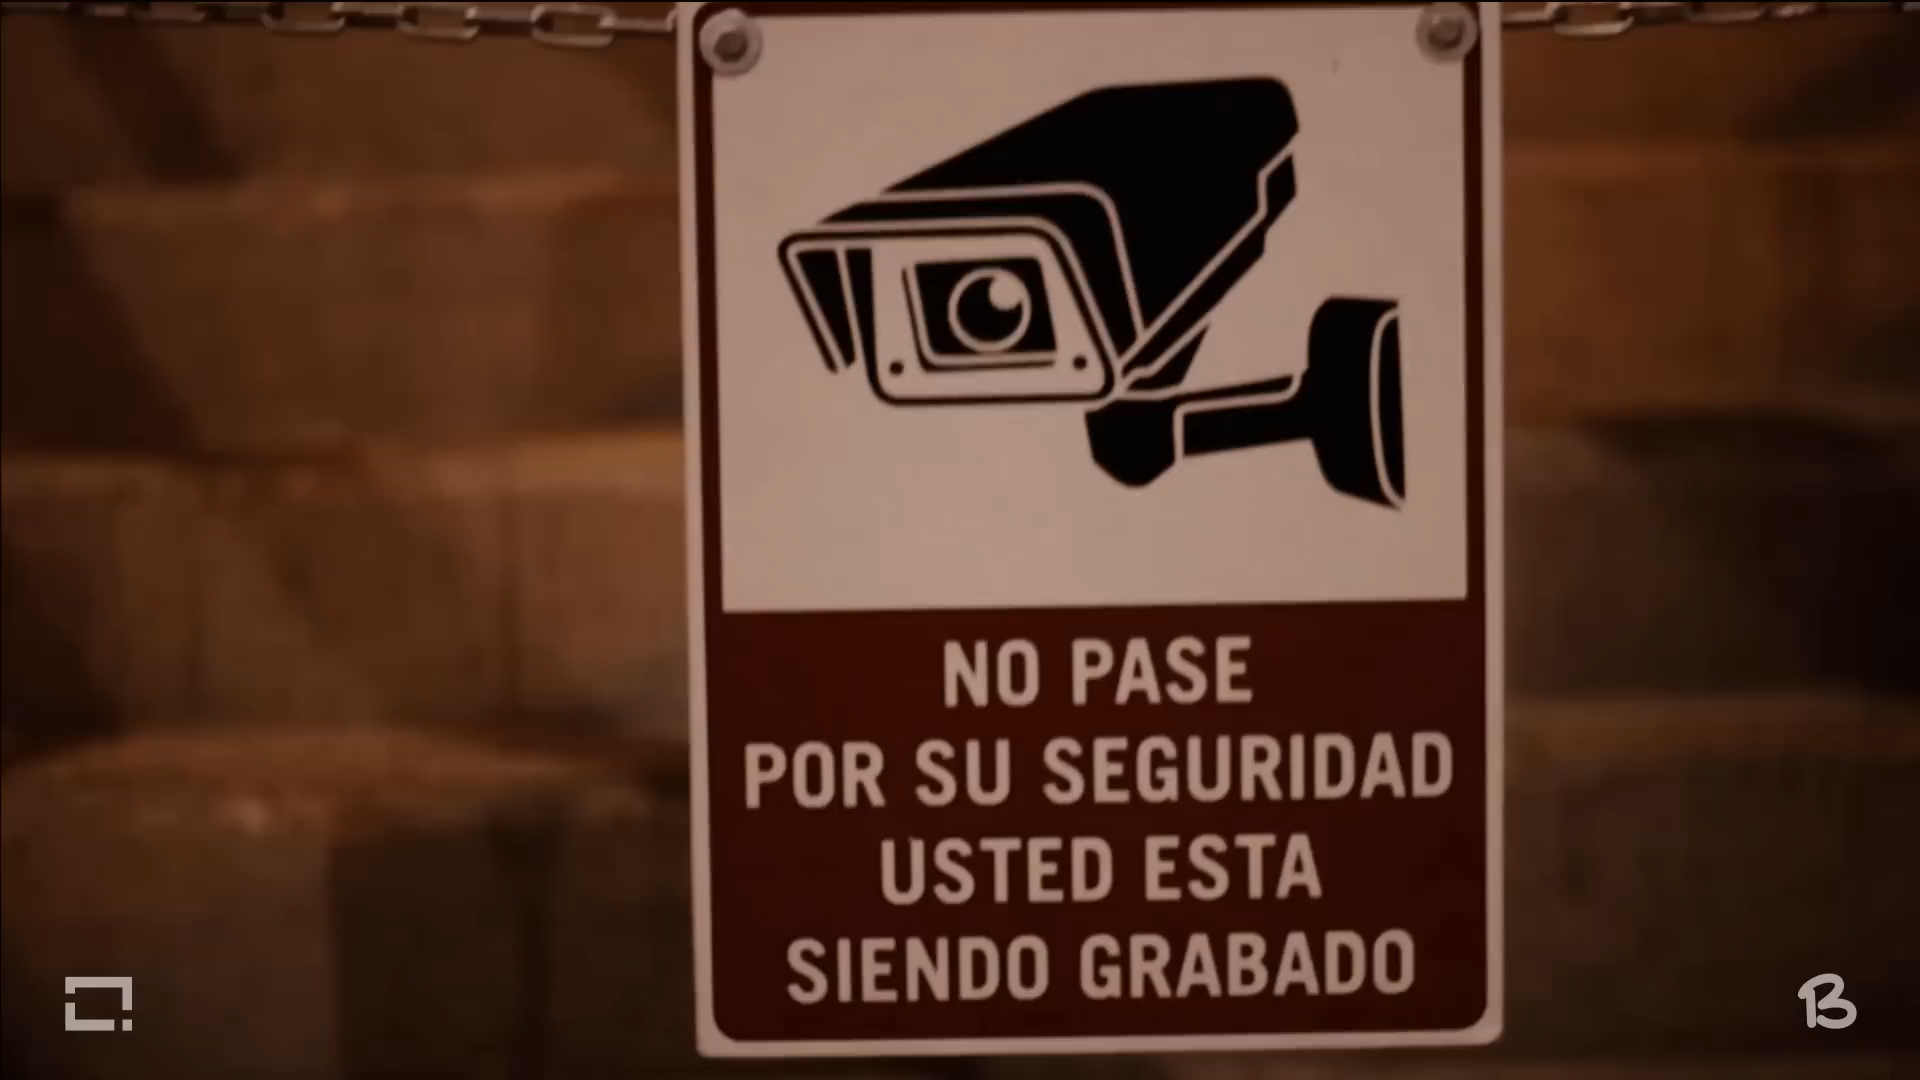 NO PASE
POR SU SEGURIDAD
USTED ESTA
SIENDO GRABADO
B